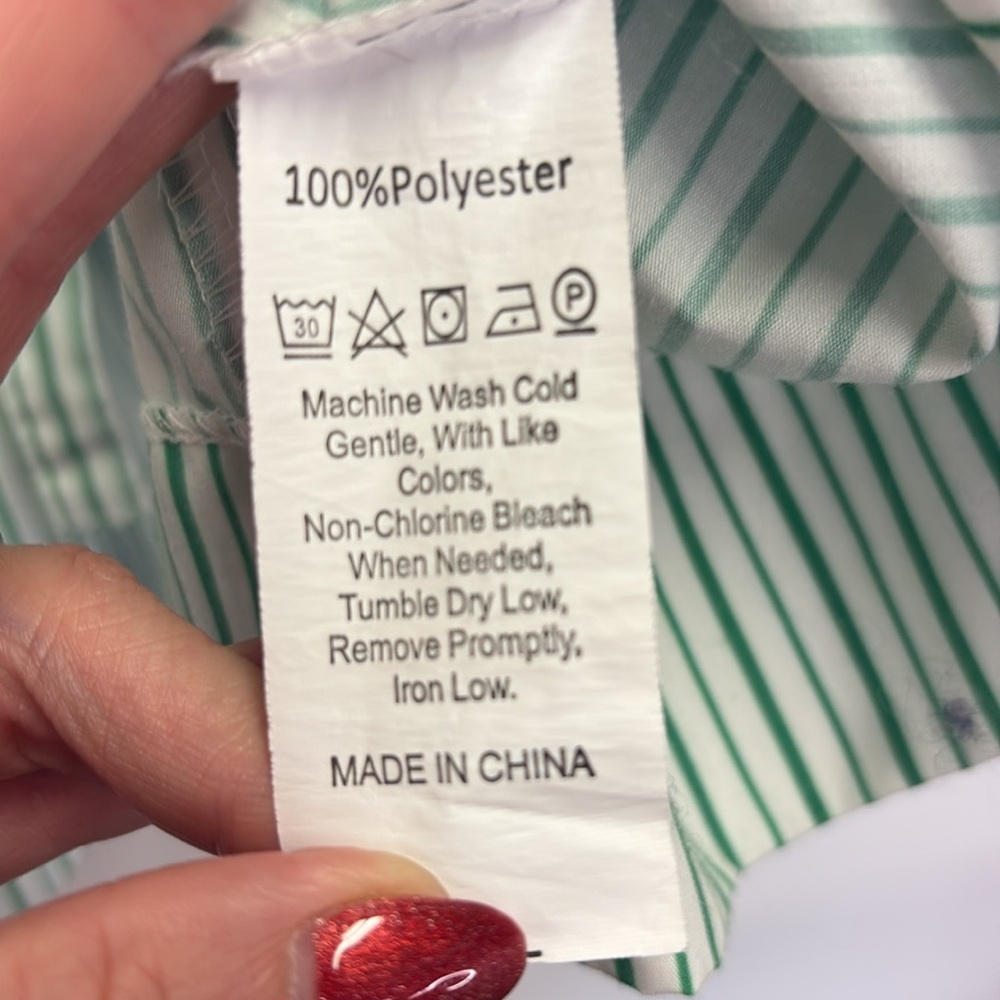 100%Polyester
30 P
Machine Wash Cold
Gentle, With Like
Colors,
Non-Chlorine Bleach
When Needed,
Tumble Dry Low,
Remove Promptly,
Iron Low.
MADE IN CHINA